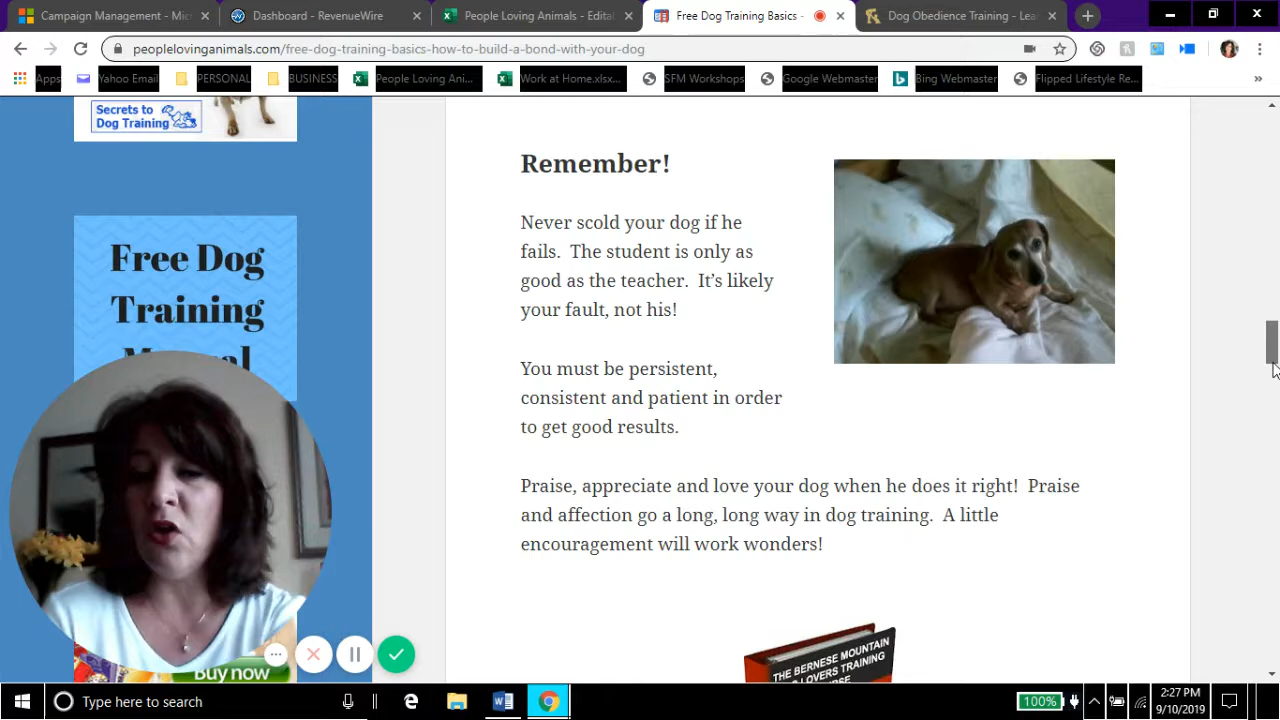 Campaign Management - Mic
Dashboard - RevenueWire
People Loving Animals - Edital
Free Dog Training Basics -
Dog Obedience Training - Lea
peoplelovinganimals.com/free-dog-training-basics-how-to-build-a-bond-with-your-dog
Apps
Yahoo Email
PERSONAL
BUSINESS
People Loving Ani...
Work at Home.xlsx...
SFM Workshops
Google Webmaster
Bing Webmaster
Flipped Lifestyle Re...
Secrets to
Dog Training
Free Dog
Training
Manual
Buy now
Remember!
Never scold your dog if he
fails. The student is only as
good as the teacher. It's likely
your fault, not his!
You must be persistent,
consistent and patient in order
to get good results.
Praise, appreciate and love your dog when he does it right! Praise
and affection go a long, long way in dog training. A little
encouragement will work wonders!
THE BERNESE MOUNTAIN
LOVERS TRAINING
Type here to search
100%
2:27 PM
9/10/2019